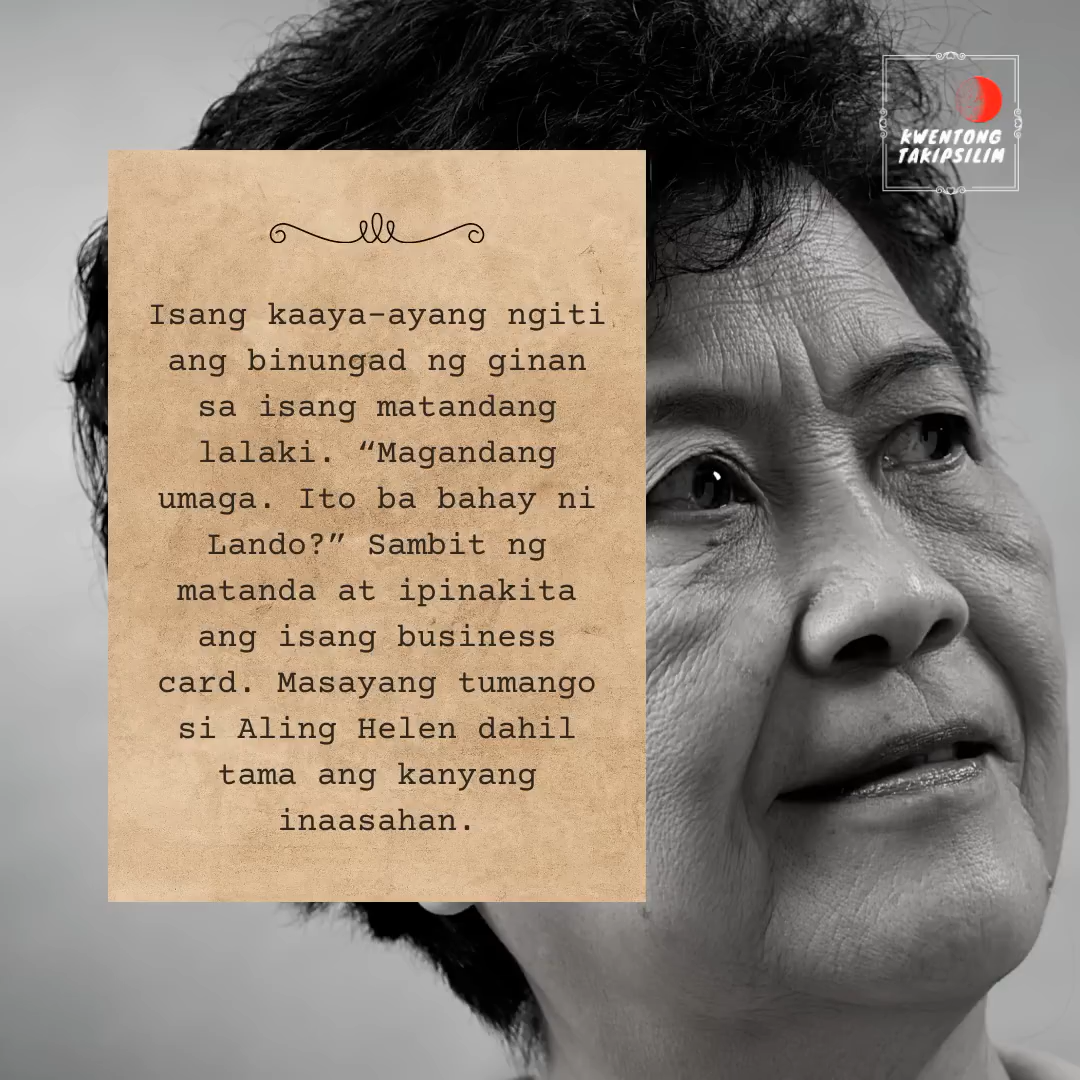 KWENTONG
TAKIPSILIM
Isang kaaya-ayang ngiti
ang binungad ng ginan
sa isang matandang
lalaki. “Magandang
umaga. Ito ba bahay ni
Lando?” Sambit ng
matanda at ipinakita
ang isang business
card. Masayang tumango
si Aling Helen dahil
tama ang kanyang
inaasahan.